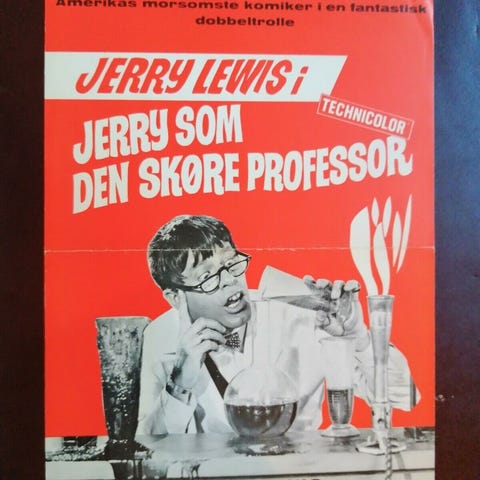 Amerikas morsomste komiker i en fantastisk
dobbeltrolle
JERRY LEWIS i
TECHNICOLOR
JERRY SOM
DEN SKØRE PROFESSOR